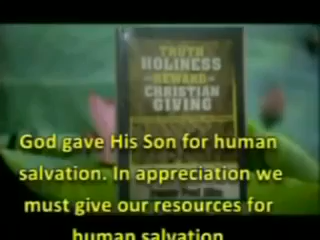 TRUTH
HOLINESS
REWARD
CHRISTIAN
GIVING
God gave His Son for human
salvation. In appreciation we
must give our resources for
human salvation